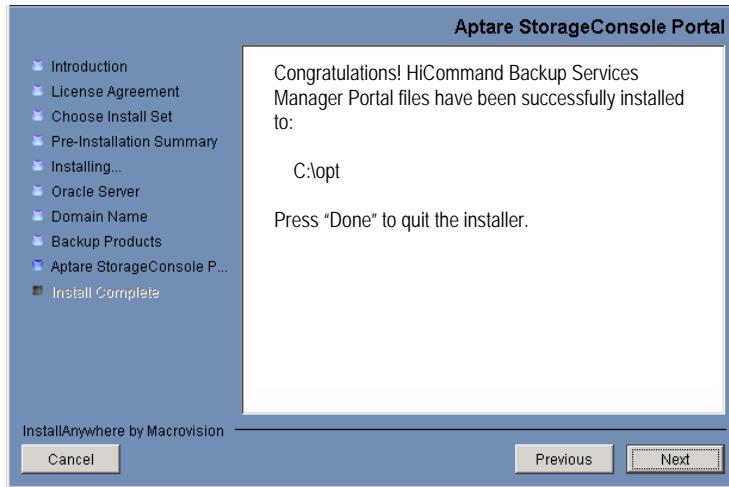 Aptare StorageConsole Portal
Introduction
License Agreement
Choose Install Set
Pre-Installation Summary
Installing...
Oracle Server
Domain Name
Backup Products
Aptare StorageConsole P...
Install Complete
Congratulations! HiCommand Backup Services
Manager Portal files have been successfully installed
to:
C:\opt
Press “Done” to quit the installer.
InstallAnywhere by Macrovision
Cancel
Previous
Next